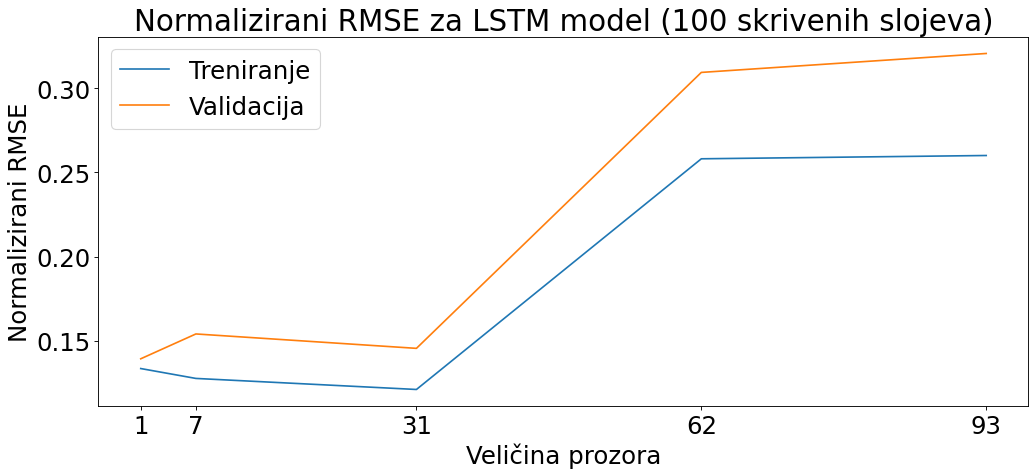 Normalizirani RMSE za LSTM model (100 skrivenih slojeva)
Treniranje
Validacija
Normalizirani RMSE
0.30
0.25
0.20
0.15
1 7 31 62 93
Veličina prozora